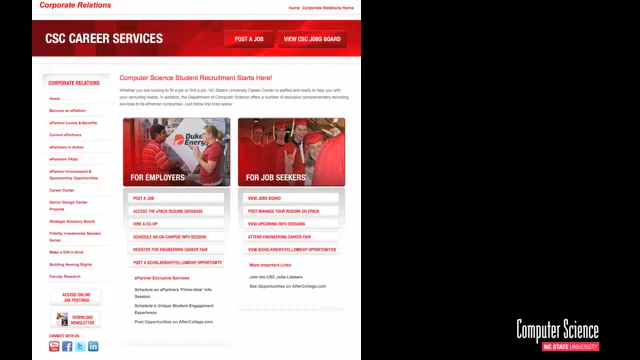 Corporate Relations
home Corporate Relations Home
CSC CAREER SERVICES
POST A JOB
VIEW CSC JOBS BOARD
CORPORATE RELATIONS
Home
Become an ePartner
ePartner Levels & Benefits
Current ePartners
ePartners in Action
ePartners FAQs
ePartner Involvement &
Sponsorship Opportunities
Career Center
Senior Design Center
Projects
Strategic Advisory Board
Fidelity Investments Speaker
Series
Make a Gift in Kind
Building Naming Rights
Faculty Research
ACCESS ONLINE
JOB POSTINGS
DOWNLOAD
NEWSLETTER
CONNECT WITH US
Computer Science Student Recruitment Starts Here!
Whether you are looking to fill a job or find a job, NC State's University Career Center is staffed and ready to help you with
your recruiting needs. In addition, the Department of Computer Science offers a number of exclusive complementary recruiting
services to its ePartner companies. Just follow the links below:
Duke
Energy
FOR EMPLOYERS
POST A JOB
ACCESS THE EPACK RESUME DATABASE
HIRE A CO-OP
SCHEDULE AN ON-CAMPUS INFO SESSION
REGISTER FOR ENGINEERING CAREER FAIR
POST A SCHOLARSHIP/FELLOWSHIP OPPORTUNITY
ePartner Exclusive Services
Schedule an ePartners "Prime-time" Info
Session
Schedule a Unique Student Engagement
Experience
Post Opportunities on AfterCollege.com
FOR JOB SEEKERS
VIEW JOBS BOARD
POST/MANAGE YOUR RESUME ON EPACK
VIEW UPCOMING INFO SESSIONS
ATTEND ENGINEERING CAREER FAIR
VIEW SCHOLARSHIP/FELLOWSHIP OPPORTUNITIES
More Important Links
Join the CSC Jobs Listserv
See Opportunities on AfterCollege.com
Computer Science
NC STATE UNIVERSITY